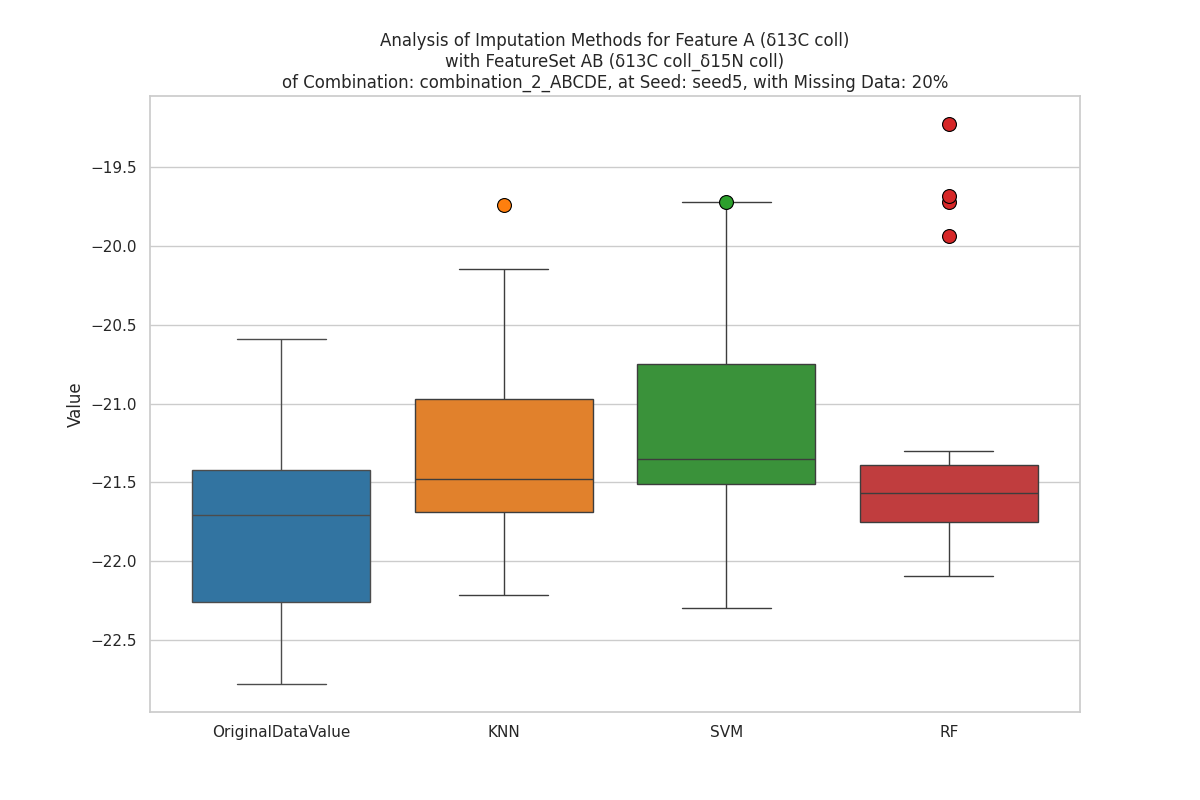 Analysis of Imputation Methods for Feature A (δ13C coll)
with FeatureSet AB (δ13C coll_δ15N coll)
of Combination: combination_2_ABCDE, at Seed: seed5, with Missing Data: 20%
Value
−19.5
−20.0
−20.5
−21.0
−21.5
−22.0
−22.5
OriginalDataValue
KNN
SVM
RF